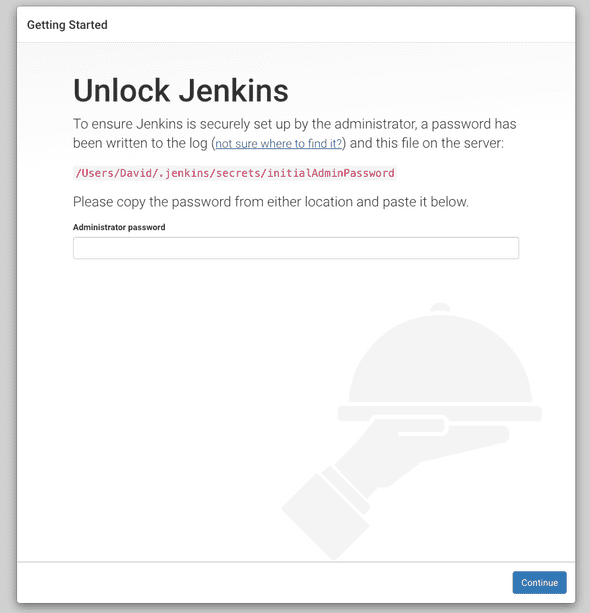 Getting Started
Unlock Jenkins
To ensure Jenkins is securely set up by the administrator, a password has
been written to the log (not sure where to find it?) and this file on the server:
/Users/David/.jenkins/secrets/initialAdminPassword
Please copy the password from either location and paste it below.
Administrator password
Continue